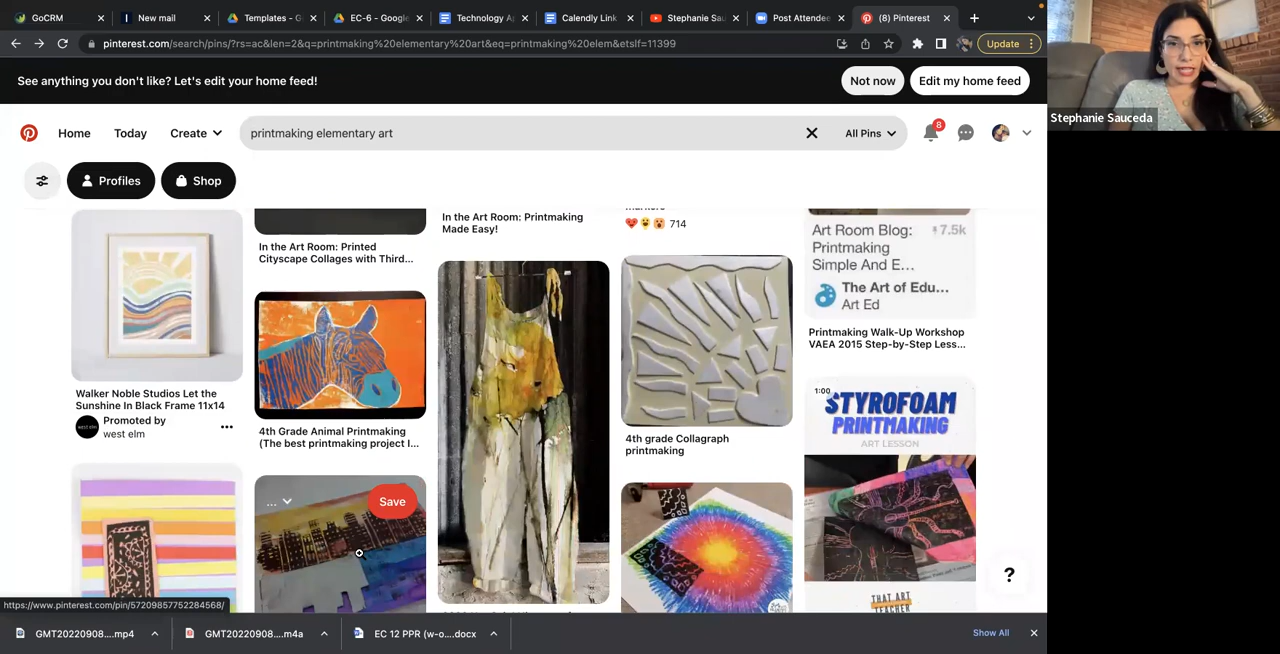 GoCRM
New mail
Templates - G
EC-6 - Google
Technology A
Calendly Link
Stephanie Sau
Post Attendee
(8) Pinterest
pinterest.com/search/pins/?rs=ac&len=2&q=printmaking%20elementary%20art&eq=printmaking%20elem&etslf=11399
Update
See anything you don't like? Let's edit your home feed!
Not now
Edit my home feed
Stephanie Sauceda
Home
Today
Create
printmaking elementary art
All Pins
8
Profiles
Shop
In the Art Room: Printed
Cityscape Collages with Third...
In the Art Room: Printmaking
Made Easy!
714
Art Room Blog:
Printmaking
Simple And E...
7.5k
The Art of Edu...
Art Ed
Printmaking Walk-Up Workshop
VAEA 2015 Step-by-Step Less...
Walker Noble Studios Let the
Sunshine In Black Frame 11x14
Promoted by
west elm
west elm
4th Grade Animal Printmaking
(The best printmaking project I...
4th grade Collagraph
printmaking
1:00
STYROFOAM
PRINTMAKING
ART LESSON
...
Save
THAT ART
TEACHER
?
https://www.pinterest.com/pin/57209857752284568/
GMT20220908....mp4
GMT20220908....m4a
EC 12 PPR (w-o....docx
Show All